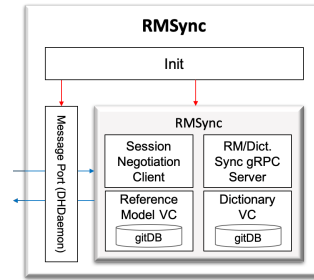 RMSync
Init
Message Port (DHDaemon)
RMSync
Session
Negotiation
Client
RM/Dict.
Sync gRPC
Server
Reference
Model VC
gitDB
Dictionary
VC
gitDB